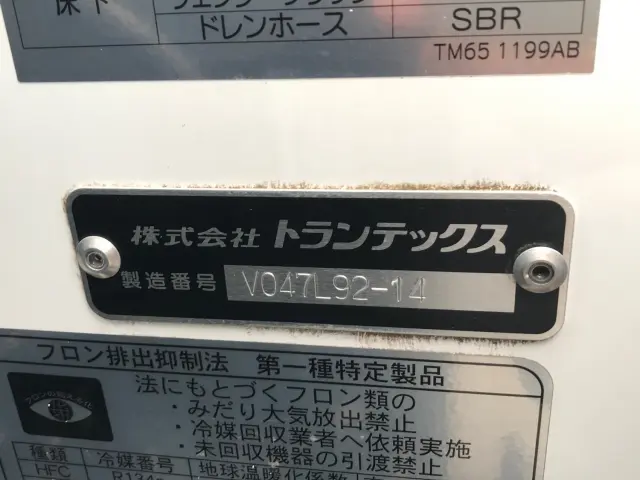 床下
ドレンホース SBR
TM65 1199AB
株式会社 トランテックス
製造番号 V047L92-14
フロン排出抑制法 第一種特定製品
法にもとづくフロン類の
・みだり大気放出禁止
・冷媒回収業者へ依頼実施
・未回収機器の引渡禁止
種類 冷媒番号 地球温暖化係数
HFC